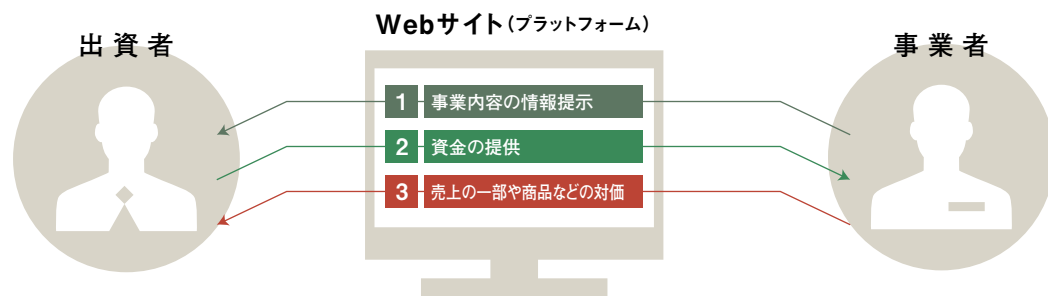 出資者
Webサイト(プラットフォーム)
事業者
1 事業内容の情報提示
2 資金の提供
3 売上の一部や商品などの対価